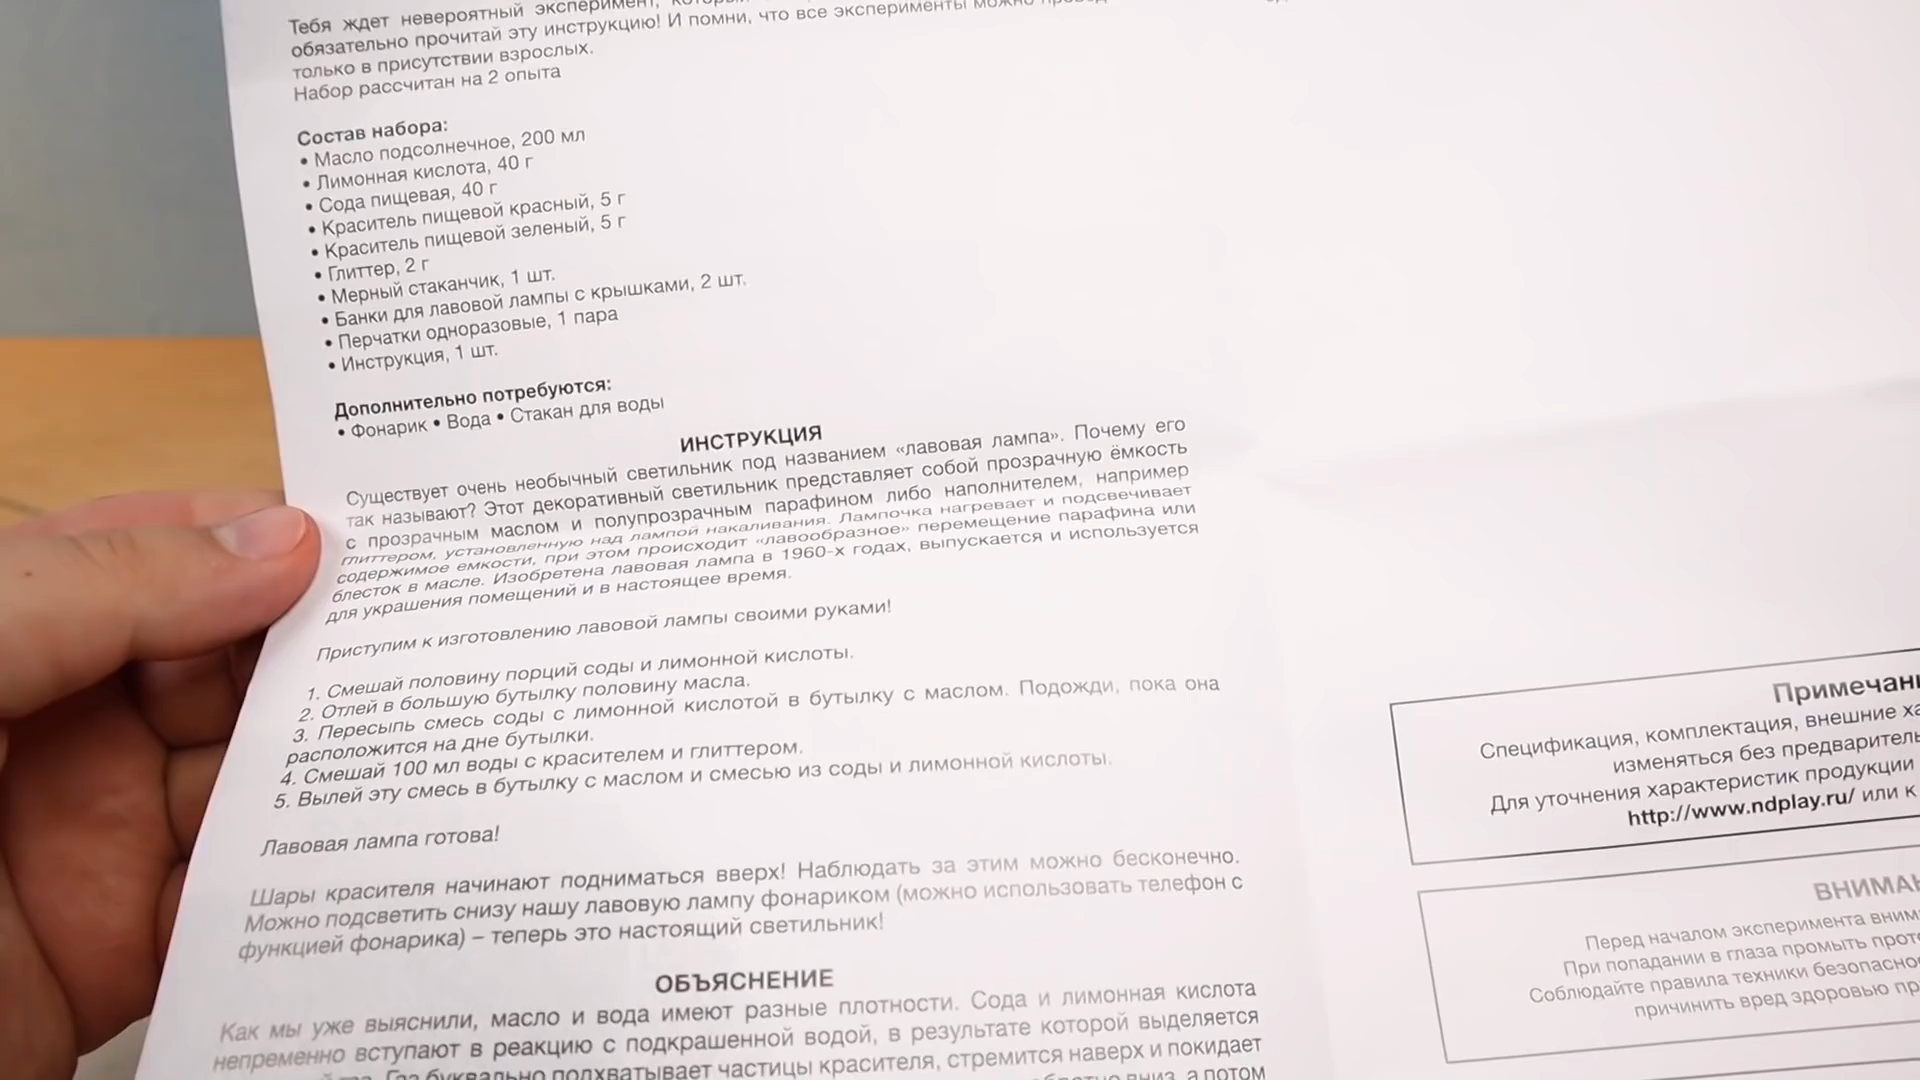 Тебя ждет невероятный эксперимент,
обязательно прочитай эту инструкцию! И помни, что все эксперименты можно
только в присутствии взрослых.
Набор рассчитан на 2 опыта
Состав набора:
• Масло подсолнечное, 200 мл
• Лимонная кислота, 40 г
• Сода пищевая, 40 г
• Краситель пищевой красный, 5 г
• Краситель пищевой зеленый, 5 г
• Глиттер, 2 г
• Мерный стаканчик, 1 шт.
• Банки для лавовой лампы с крышками, 2 шт.
• Перчатки одноразовые, 1 пара
• Инструкция, 1 шт.
Дополнительно потребуются:
• Фонарик • Вода • Стакан для воды
ИНСТРУКЦИЯ
Существует очень необычный светильник под названием «лавовая лампа». Почему его
так называют? Этот декоративный светильник представляет собой прозрачную ёмкость
с прозрачным маслом и полупрозрачным парафином либо наполнителем, например
глиттером, установленную над лампой накаливания. Лампочка нагревает и подсвечивает
содержимое емкости, при этом происходит «лавообразное» перемещение парафина или
блесток в масле. Изобретена лавовая лампа в 1960-х годах, выпускается и используется
для украшения помещений и в настоящее время.
Приступим к изготовлению лавовой лампы своими руками!
1. Смешай половину порций соды и лимонной кислоты.
2. Отлей в большую бутылку половину масла.
3. Пересыпь смесь соды с лимонной кислотой в бутылку с маслом. Подожди, пока она
расположится на дне бутылки.
4. Смешай 100 мл воды с красителем и глиттером.
5. Вылей эту смесь в бутылку с маслом и смесью из соды и лимонной кислоты.
Лавовая лампа готова!
Шары красителя начинают подниматься вверх! Наблюдать за этим можно бесконечно.
Можно подсветить снизу нашу лавовую лампу фонариком (можно использовать телефон с
функцией фонарика) – теперь это настоящий светильник!
ОБЪЯСНЕНИЕ
Как мы уже выяснили, масло и вода имеют разные плотности. Сода и лимонная кислота
непременно вступают в реакцию с подкрашенной водой, в результате которой выделяется
Газ буквально подхватывает частицы красителя, стремится наверх и покидает
вниз, а потом
Примечани
Спецификация, комплектация, внешние ха
изменяться без предваритель
Для уточнения характеристик продукции
http://www.ndplay.ru/ или к
ВНИМАН
Перед началом эксперимента вним
При попадании в глаза промыть прото
Соблюдайте правила техники безопасно
причинить вред здоровью пр